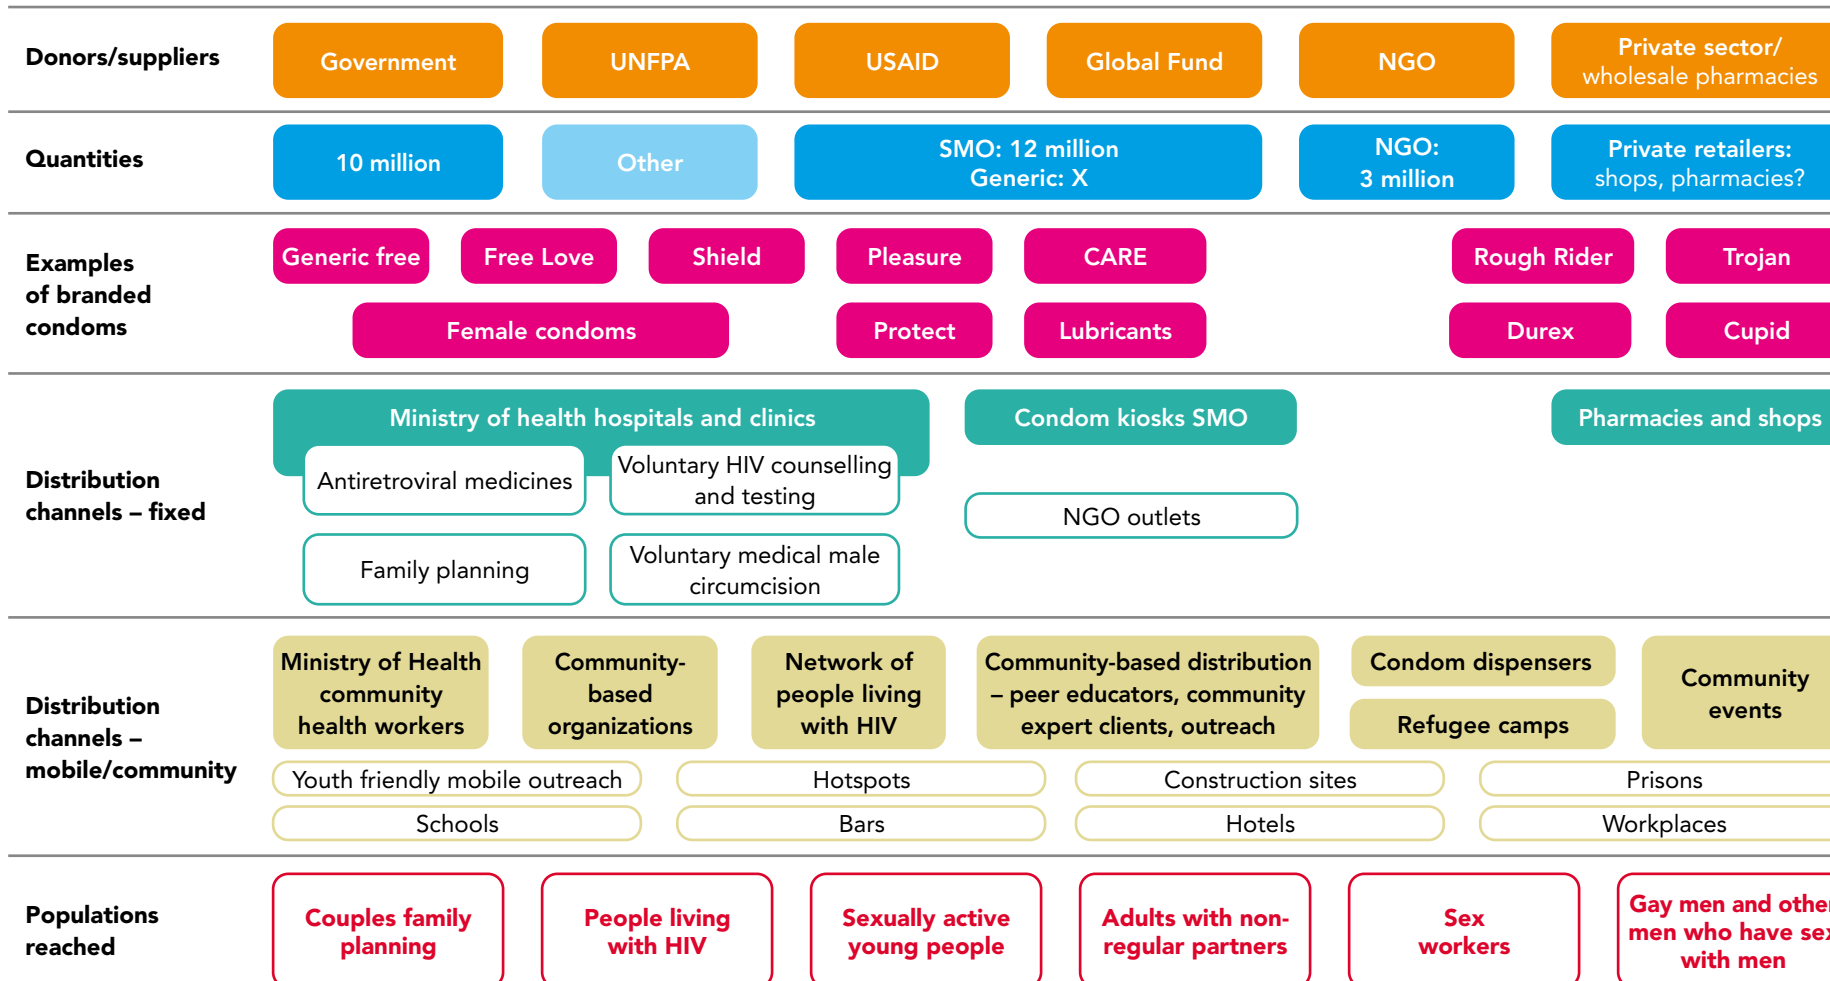 Donors/suppliers
Government
UNFPA
USAID
Global Fund
NGO
Private sector/
wholesale pharmacies
Quantities
10 million
Other
SMO: 12 million
Generic: X
NGO:
3 million
Private retailers:
shops, pharmacies?
Examples
of branded
condoms
Generic free
Free Love
Shield
Pleasure
CARE
Rough Rider
Trojan
Female condoms
Protect
Lubricants
Durex
Cupid
Distribution
channels – fixed
Ministry of health hospitals and clinics
Condom kiosks SMO
Pharmacies and shops
Antiretroviral medicines
Voluntary HIV counselling
and testing
NGO outlets
Family planning
Voluntary medical male
circumcision
Distribution
channels –
mobile/community
Ministry of Health
community
health workers
Community-
based
organizations
Network of
people living
with HIV
Community-based distribution
– peer educators, community
expert clients, outreach
Condom dispensers
Refugee camps
Community
events
Youth friendly mobile outreach
Hotspots
Construction sites
Prisons
Schools
Bars
Hotels
Workplaces
Populations
reached
Couples family
planning
People living
with HIV
Sexually active
young people
Adults with non-
regular partners
Sex
workers
Gay men and other
men who have sex
with men